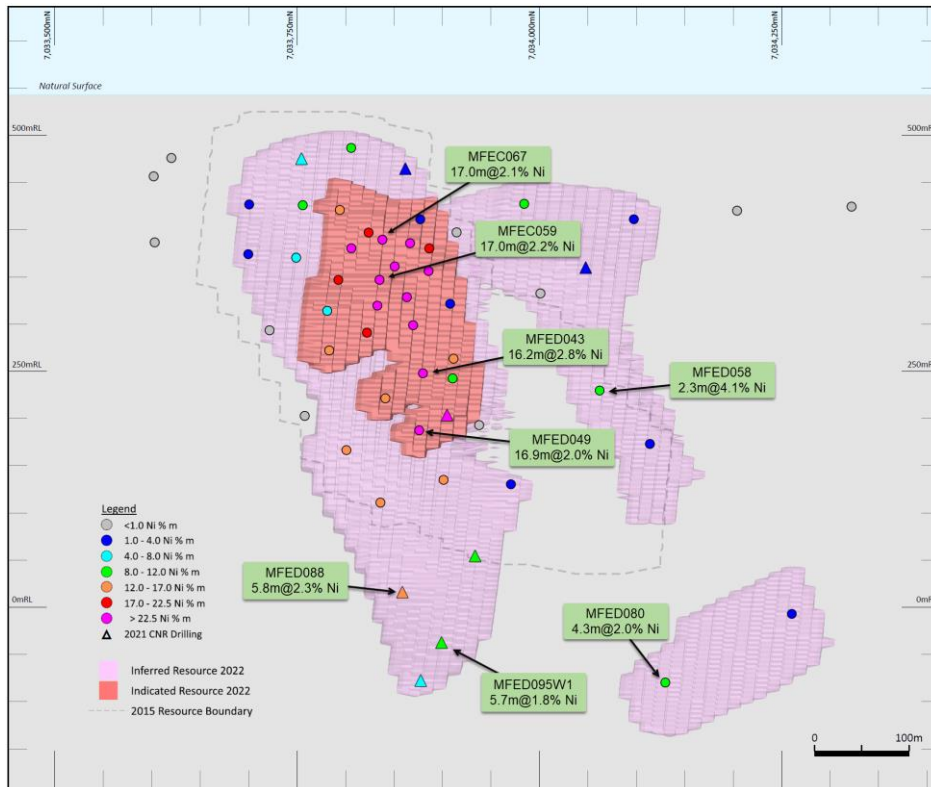 7,033,500mN
7,033,750mN
7,034,000mN
7,034,250mN
Natural Surface
500mRL
MFEC067
17.0m@2.1% Ni
MFEC059
17.0m@2.2% Ni
MFED043
16.2m@2.8% Ni
250mRL
250mRL
MFED058
2.3m@4.1% Ni
MFED049
16.9m@2.0% Ni
Legend
<1.0 Ni % m
1.0 - 4.0 Ni % m
4.0 - 8.0 Ni % m
8.0 - 12.0 Ni % m
12.0 - 17.0 Ni % m
17.0 - 22.5 Ni % m
> 22.5 Ni % m
2021 CNR Drilling
Inferred Resource 2022
Indicated Resource 2022
2015 Resource Boundary
MFED088
5.8m@2.3% Ni
0mRL
0mRL
MFED080
4.3m@2.0% Ni
MFED095W1
5.7m@1.8% Ni
0 100m